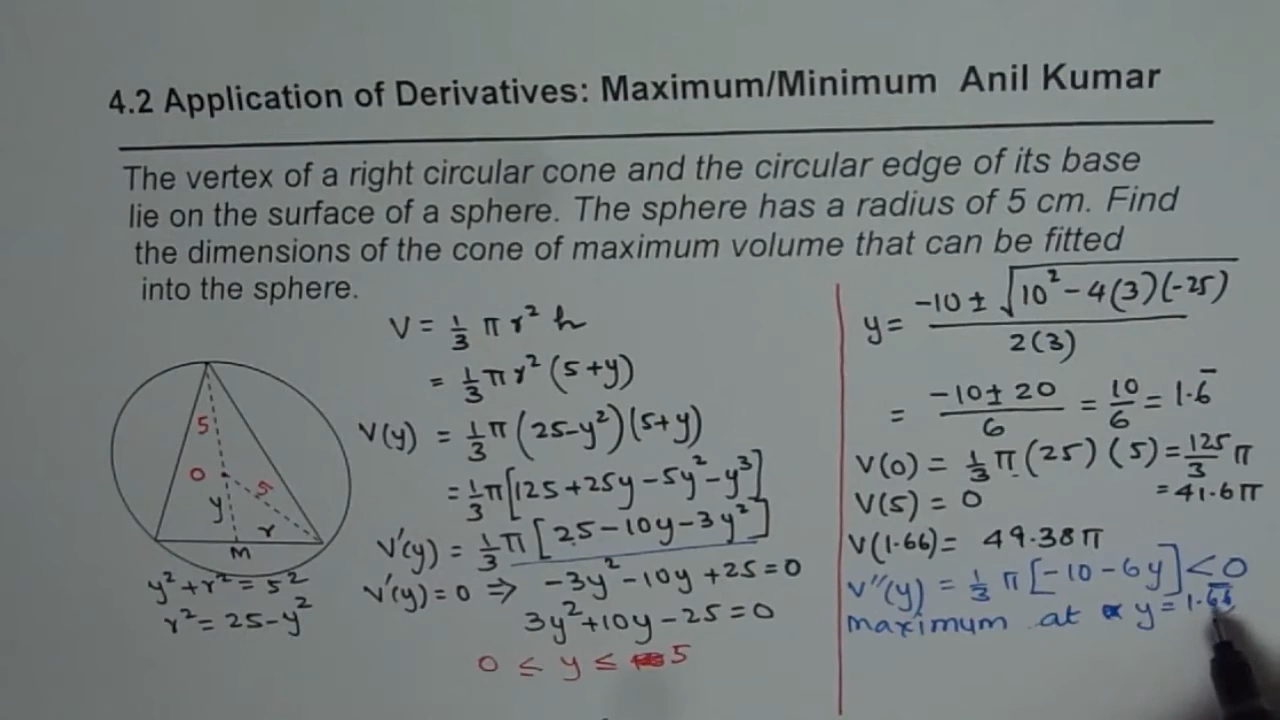 4.2 Application of Derivatives: Maximum/Minimum Anil Kumar
The vertex of a right circular cone and the circular edge of its base
lie on the surface of a sphere. The sphere has a radius of 5 cm. Find
the dimensions of the cone of maximum volume that can be fitted
into the sphere.
5
O
5
y
r
M
y² + r² = 5²
r² = 25 - y²
V = 1/3 π r² h
= 1/3 π r² (5+y)
V(y) = 1/3 π (25-y²)(5+y)
= 1/3 π [125 + 25y - 5y² - y³]
V'(y) = 1/3 π [25 - 10y - 3y²]
V'(y) = 0 ⇒ -3y² - 10y + 25 = 0
3y² + 10y - 25 = 0
0 ≤ y ≤ 5
y = (-10 ± √(10² - 4(3)(-25))) / 2(3)
= (-10 ± 20) / 6 = 10/6 = 1.6̅
V(0) = 1/3 π (25)(5) = 125/3 π
= 41.6π
V(5) = 0
V(1.66) = 49.38π
V''(y) = 1/3 π [-10 - 6y] < 0
maximum at y = 1.6̅6̅